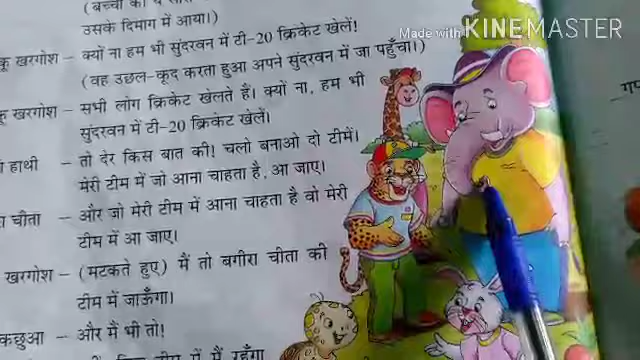 उसके दिमाग में आया।)
Made with KINEMASTER
खरगोश – क्यों ना हम भी सुंदरवन में टी-20 क्रिकेट खेलें!
(वह उछल-कूद करता हुआ अपने सुंदरवन में जा पहुँचा।)
खरगोश – सभी लोग क्रिकेट खेलते हैं। क्यों ना, हम भी
सुंदरवन में टी-20 क्रिकेट खेलें।
हाथी – तो देर किस बात की! चलो बनाओ दो टीमें।
मेरी टीम में जो आना चाहता है, आ जाए।
चीता – और जो मेरी टीम में आना चाहता है वो मेरी
टीम में आ जाए।
खरगोश – (मटकते हुए) मैं तो बगीरा चीता की
टीम में जाऊँगा।
कछुआ – और मैं भी तो!
टीम में मैं रहूँगा